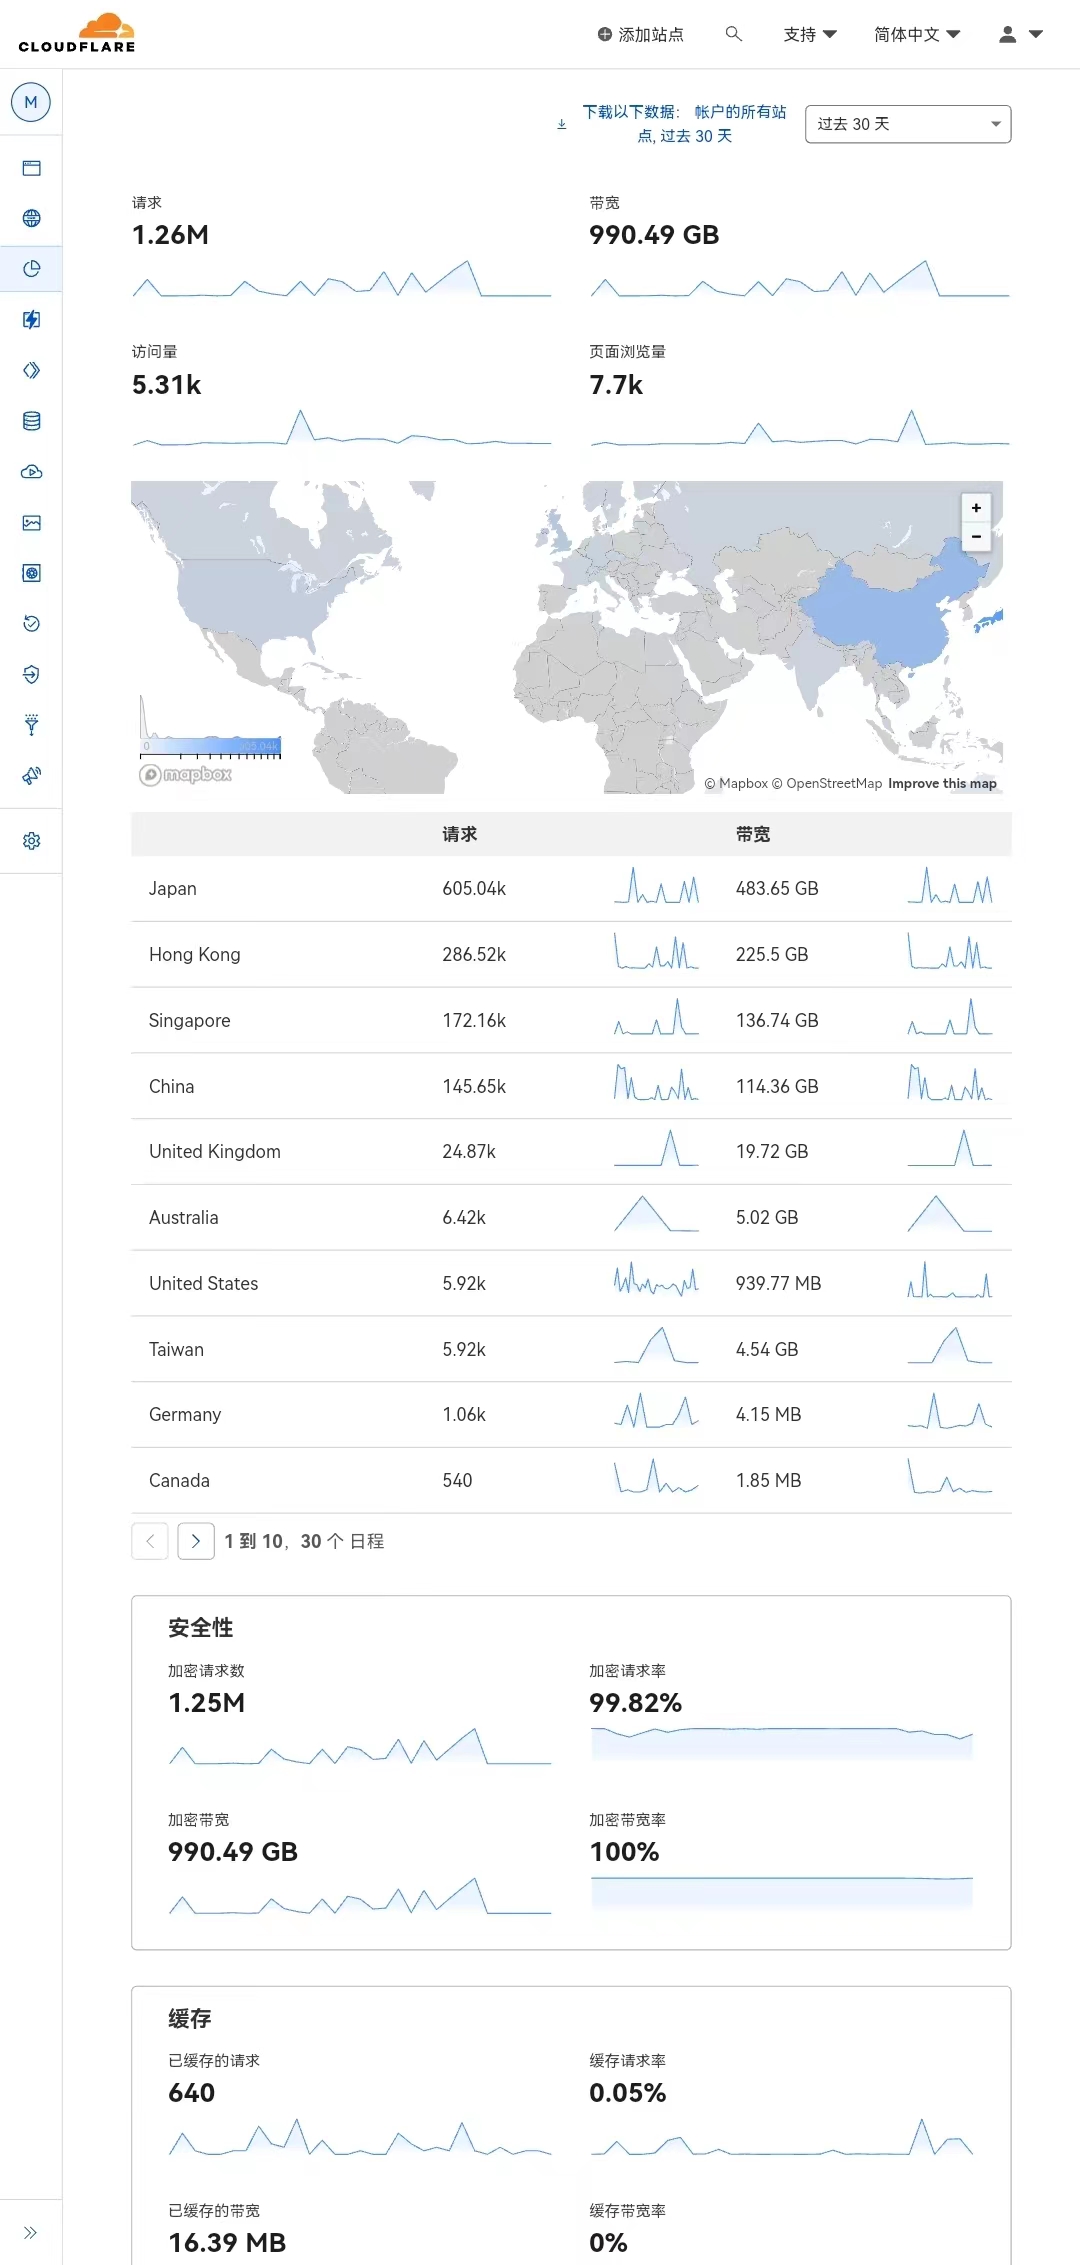 CLOUDFLARE
添加站点
支持
简体中文
M
下载以下数据： 帐户的所有站
点, 过去 30 天
过去 30 天
请求
1.26M
带宽
990.49 GB
访问量
5.31k
页面浏览量
7.7k
+
−
0 605.04k
mapbox
© Mapbox © OpenStreetMap Improve this map
请求 带宽
Japan 605.04k 483.65 GB
Hong Kong 286.52k 225.5 GB
Singapore 172.16k 136.74 GB
China 145.65k 114.36 GB
United Kingdom 24.87k 19.72 GB
Australia 6.42k 5.02 GB
United States 5.92k 939.77 MB
Taiwan 5.92k 4.54 GB
Germany 1.06k 4.15 MB
Canada 540 1.85 MB
1 到 10，30 个 日程
安全性
加密请求数
1.25M
加密请求率
99.82%
加密带宽
990.49 GB
加密带宽率
100%
缓存
已缓存的请求
640
缓存请求率
0.05%
已缓存的带宽
16.39 MB
缓存带宽率
0%